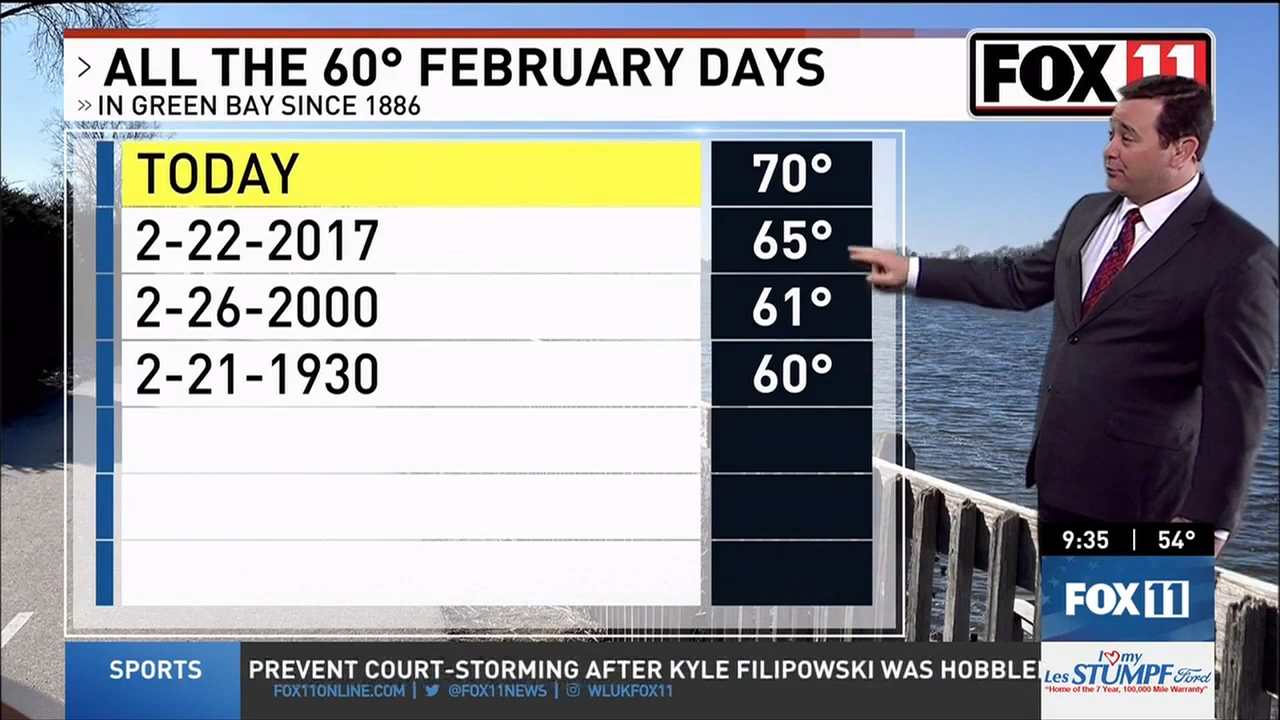 > ALL THE 60° FEBRUARY DAYS
» IN GREEN BAY SINCE 1886
FOX 11
TODAY 70°
2-22-2017 65°
2-26-2000 61°
2-21-1930 60°
9:35 | 54°
FOX 11
SPORTS
PREVENT COURT-STORMING AFTER KYLE FILIPOWSKI WAS HOBBLE
FOX11ONLINE.COM | @FOX11NEWS | WLUKFOX11
I my
Les STUMPF Ford
"Home of the 7 Year, 100,000 Mile Warranty"